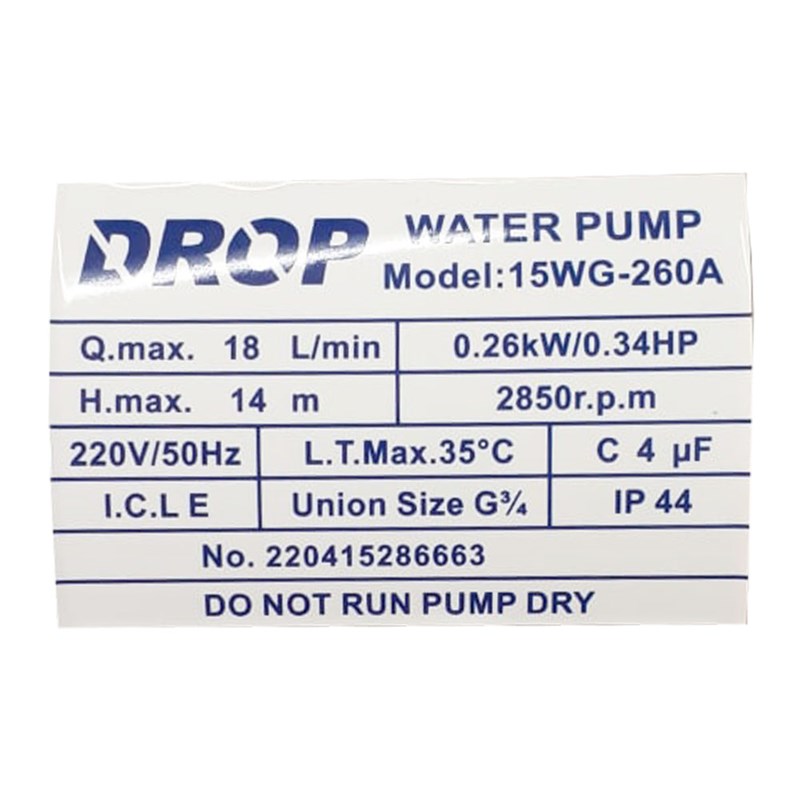 DROP
WATER PUMP
Model:15WG-260A
Q.max. 18 L/min 0.26kW/0.34HP
H.max. 14 m 2850r.p.m
220V/50Hz L.T.Max.35°C C 4 µF
I.C.L E Union Size G¾ IP 44
No. 220415286663
DO NOT RUN PUMP DRY